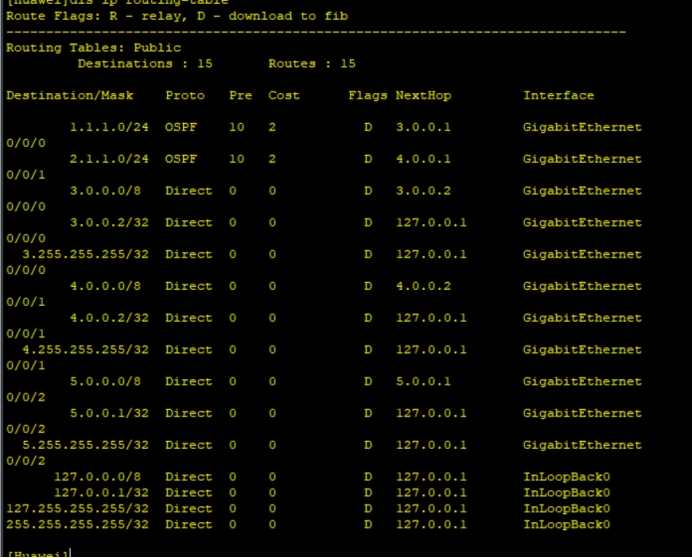 [Huawei]dis ip routing-table
Route Flags: R - relay, D - download to fib
------------------------------------------------------------------------------
Routing Tables: Public
         Destinations : 15       Routes : 15

Destination/Mask    Proto   Pre  Cost      Flags NextHop         Interface

        1.1.1.0/24  OSPF    10   2           D   3.0.0.1         GigabitEthernet
0/0/0
        2.1.1.0/24  OSPF    10   2           D   4.0.0.1         GigabitEthernet
0/0/1
        3.0.0.0/8   Direct  0    0           D   3.0.0.2         GigabitEthernet
0/0/0
        3.0.0.2/32  Direct  0    0           D   127.0.0.1       GigabitEthernet
0/0/0
  3.255.255.255/32  Direct  0    0           D   127.0.0.1       GigabitEthernet
0/0/0
        4.0.0.0/8   Direct  0    0           D   4.0.0.2         GigabitEthernet
0/0/1
        4.0.0.2/32  Direct  0    0           D   127.0.0.1       GigabitEthernet
0/0/1
  4.255.255.255/32  Direct  0    0           D   127.0.0.1       GigabitEthernet
0/0/1
        5.0.0.0/8   Direct  0    0           D   5.0.0.1         GigabitEthernet
0/0/2
        5.0.0.1/32  Direct  0    0           D   127.0.0.1       GigabitEthernet
0/0/2
  5.255.255.255/32  Direct  0    0           D   127.0.0.1       GigabitEthernet
0/0/2
      127.0.0.0/8   Direct  0    0           D   127.0.0.1       InLoopBack0
      127.0.0.1/32  Direct  0    0           D   127.0.0.1       InLoopBack0
127.255.255.255/32  Direct  0    0           D   127.0.0.1       InLoopBack0
255.255.255.255/32  Direct  0    0           D   127.0.0.1       InLoopBack0

[Huawei]